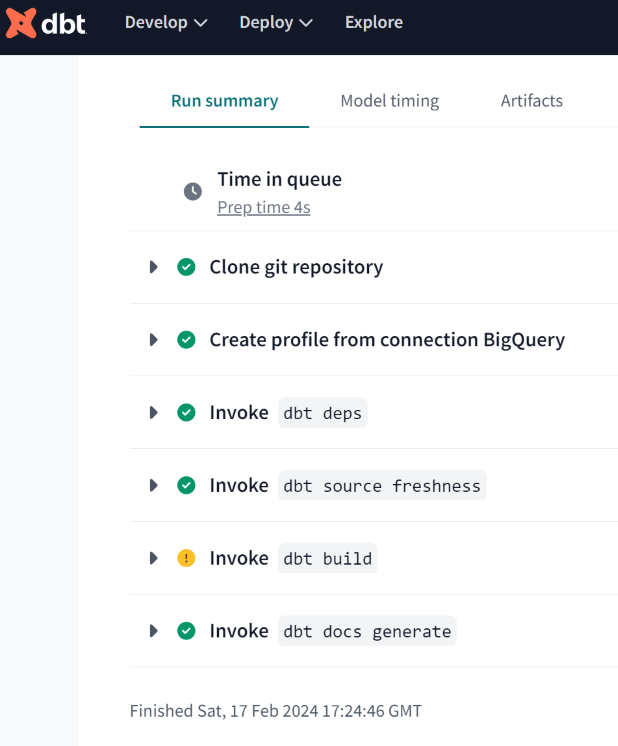 dbt Develop Deploy Explore
Run summary Model timing Artifacts
Time in queue
Prep time 4s
Clone git repository
Create profile from connection BigQuery
Invoke dbt deps
Invoke dbt source freshness
Invoke dbt build
Invoke dbt docs generate
Finished Sat, 17 Feb 2024 17:24:46 GMT